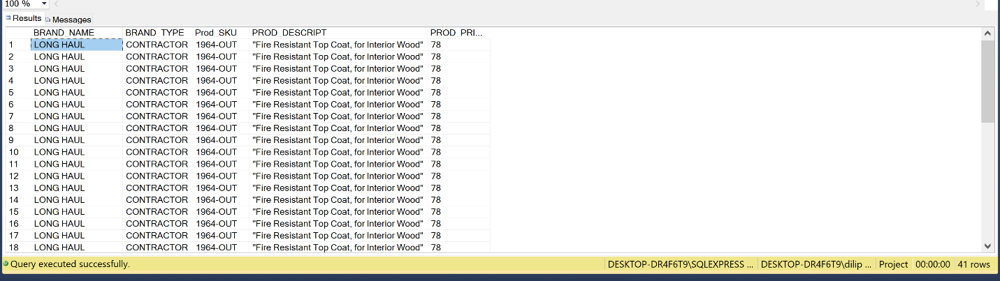 100 %
Results Messages
BRAND_NAME BRAND_TYPE Prod_SKU PROD_DESCRIPT PROD_PRI...
1 LONG HAUL CONTRACTOR 1964-OUT "Fire Resistant Top Coat, for Interior Wood" 78
2 LONG HAUL CONTRACTOR 1964-OUT "Fire Resistant Top Coat, for Interior Wood" 78
3 LONG HAUL CONTRACTOR 1964-OUT "Fire Resistant Top Coat, for Interior Wood" 78
4 LONG HAUL CONTRACTOR 1964-OUT "Fire Resistant Top Coat, for Interior Wood" 78
5 LONG HAUL CONTRACTOR 1964-OUT "Fire Resistant Top Coat, for Interior Wood" 78
6 LONG HAUL CONTRACTOR 1964-OUT "Fire Resistant Top Coat, for Interior Wood" 78
7 LONG HAUL CONTRACTOR 1964-OUT "Fire Resistant Top Coat, for Interior Wood" 78
8 LONG HAUL CONTRACTOR 1964-OUT "Fire Resistant Top Coat, for Interior Wood" 78
9 LONG HAUL CONTRACTOR 1964-OUT "Fire Resistant Top Coat, for Interior Wood" 78
10 LONG HAUL CONTRACTOR 1964-OUT "Fire Resistant Top Coat, for Interior Wood" 78
11 LONG HAUL CONTRACTOR 1964-OUT "Fire Resistant Top Coat, for Interior Wood" 78
12 LONG HAUL CONTRACTOR 1964-OUT "Fire Resistant Top Coat, for Interior Wood" 78
13 LONG HAUL CONTRACTOR 1964-OUT "Fire Resistant Top Coat, for Interior Wood" 78
14 LONG HAUL CONTRACTOR 1964-OUT "Fire Resistant Top Coat, for Interior Wood" 78
15 LONG HAUL CONTRACTOR 1964-OUT "Fire Resistant Top Coat, for Interior Wood" 78
16 LONG HAUL CONTRACTOR 1964-OUT "Fire Resistant Top Coat, for Interior Wood" 78
17 LONG HAUL CONTRACTOR 1964-OUT "Fire Resistant Top Coat, for Interior Wood" 78
18 LONG HAUL CONTRACTOR 1964-OUT "Fire Resistant Top Coat, for Interior Wood" 78
Query executed successfully. DESKTOP-DR4F6T9\SQLEXPRESS ... DESKTOP-DR4F6T9\dilip ... Project 00:00:00 41 rows